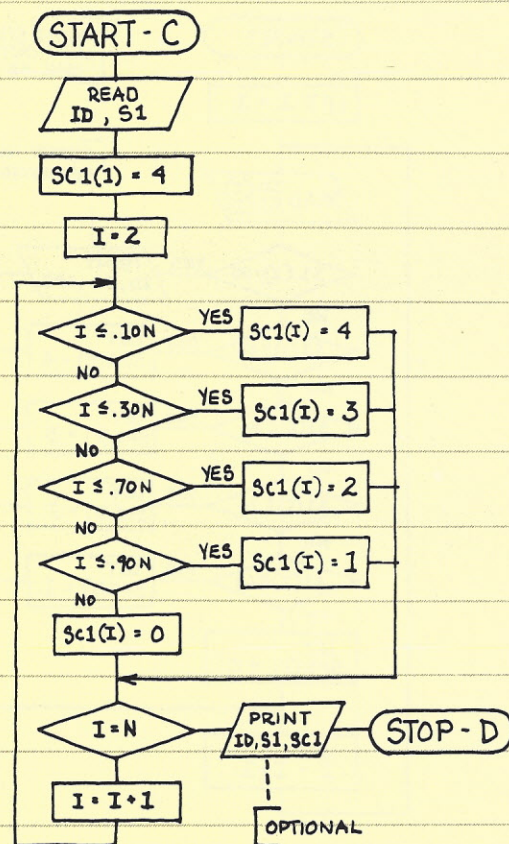 START - C
READ
ID, S1
SC1(1) = 4
I = 2
I ≤ .10N
YES
SC1(I) = 4
NO
I ≤ .30N
YES
SC1(I) = 3
NO
I ≤ .70N
YES
SC1(I) = 2
NO
I ≤ .90N
YES
SC1(I) = 1
NO
SC1(I) = 0
I = N
PRINT
ID, S1, SC1
STOP - D
I = I + 1
OPTIONAL